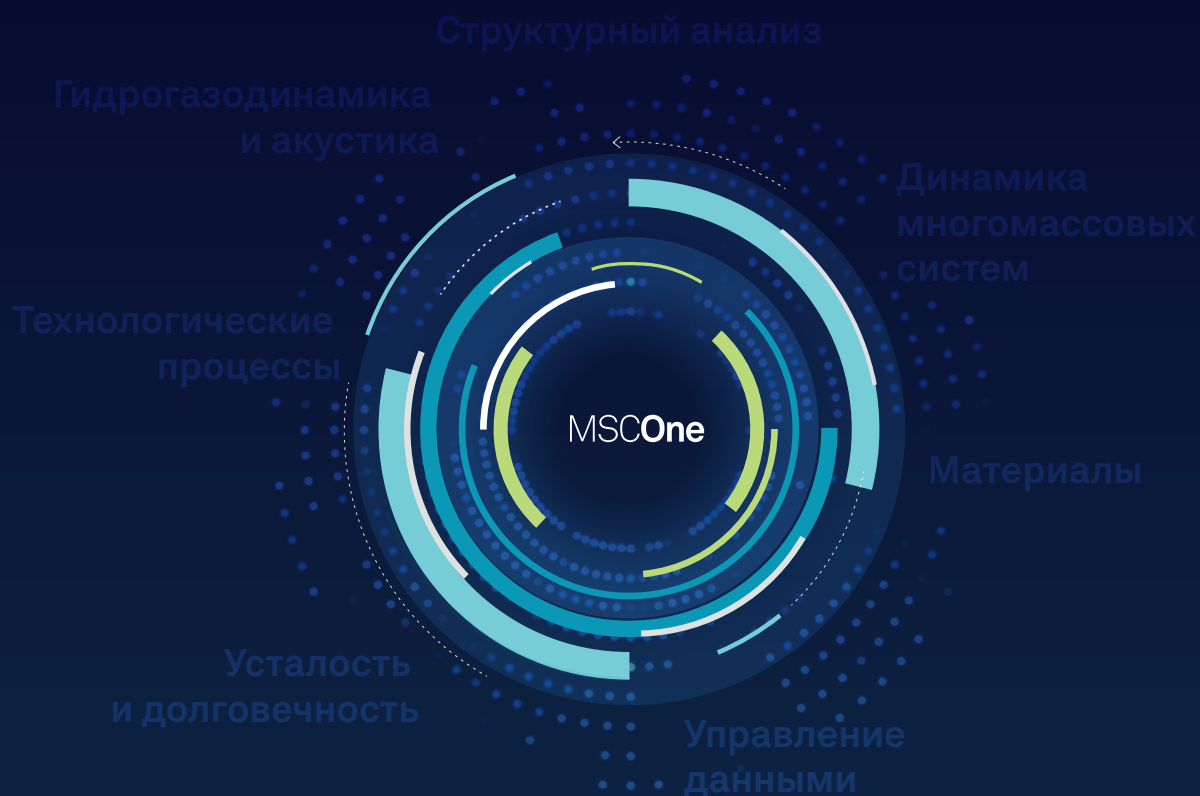 Структурный анализ
Гидрогазодинамика
и акустика
Динамика
многомассовых
систем
Технологические
процессы
MSCOne
Материалы
Усталость
и долговечность
Управление
данными